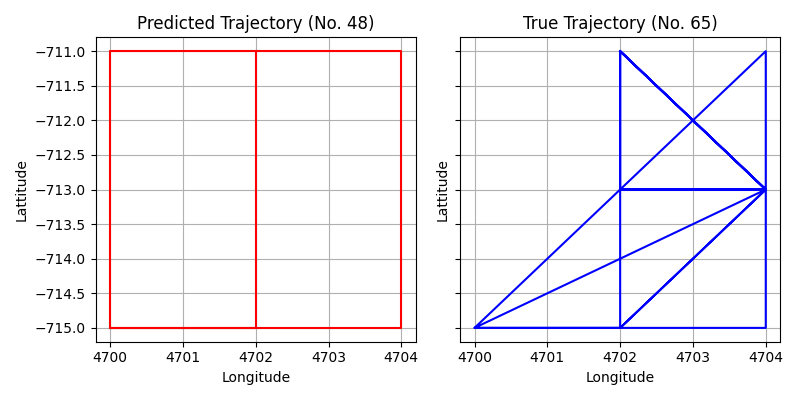 Predicted Trajectory (No. 48)
True Trajectory (No. 65)
Lattitude
−711.0
−711.5
−712.0
−712.5
−713.0
−713.5
−714.0
−714.5
−715.0
4700 4701 4702 4703 4704
Longitude
Lattitude
4700 4701 4702 4703 4704
Longitude